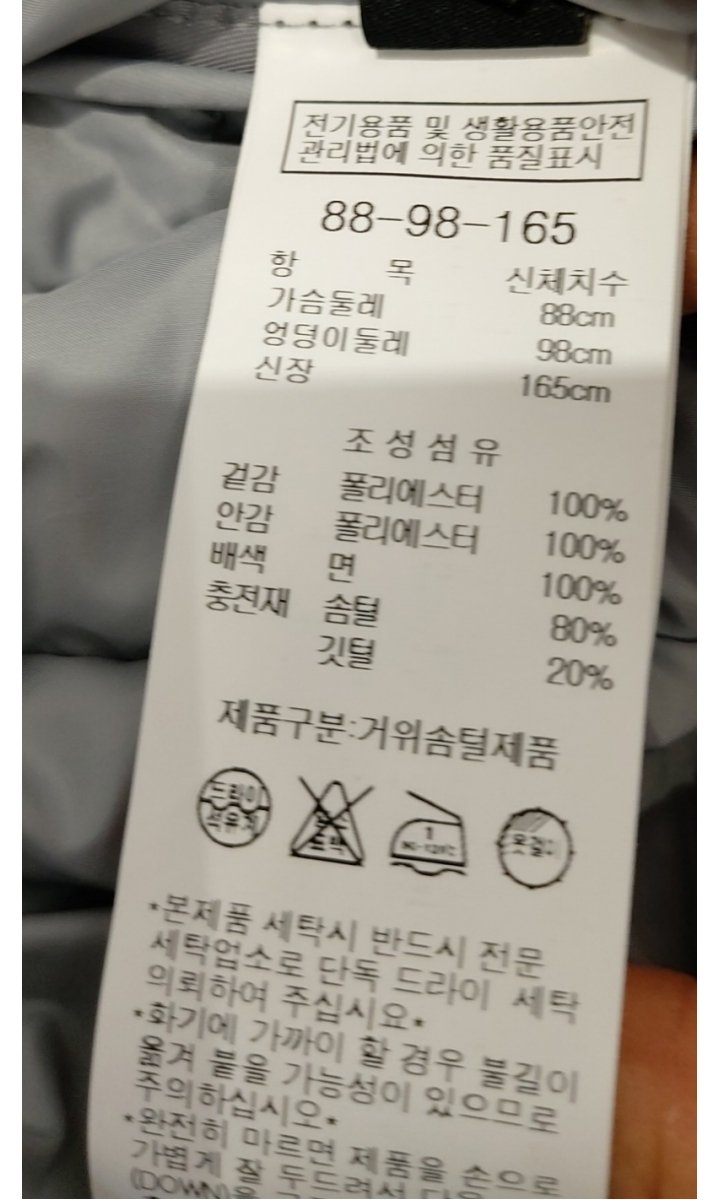 전기용품 및 생활용품안전
관리법에 의한 품질표시
88-98-165
항 목 신체치수
가슴둘레 88cm
엉덩이둘레 98cm
신장 165cm
조성섬유
겉감 폴리에스터 100%
안감 폴리에스터 100%
배색 면 100%
충전재 솜털 80%
깃털 20%
제품구분:거위솜털제품
드라이
석유계
1
옷걸이
*본제품 세탁시 반드시 전문
세탁업소로 단독 드라이 세탁
의뢰하여 주십시요*
*화기에 가까이 할 경우 불길이
옮겨 붙을 가능성이 있으므로
주의하십시오*
*완전히 마르면 제품을 손으로
가볍게 잘 두드려서
(DOWN)을